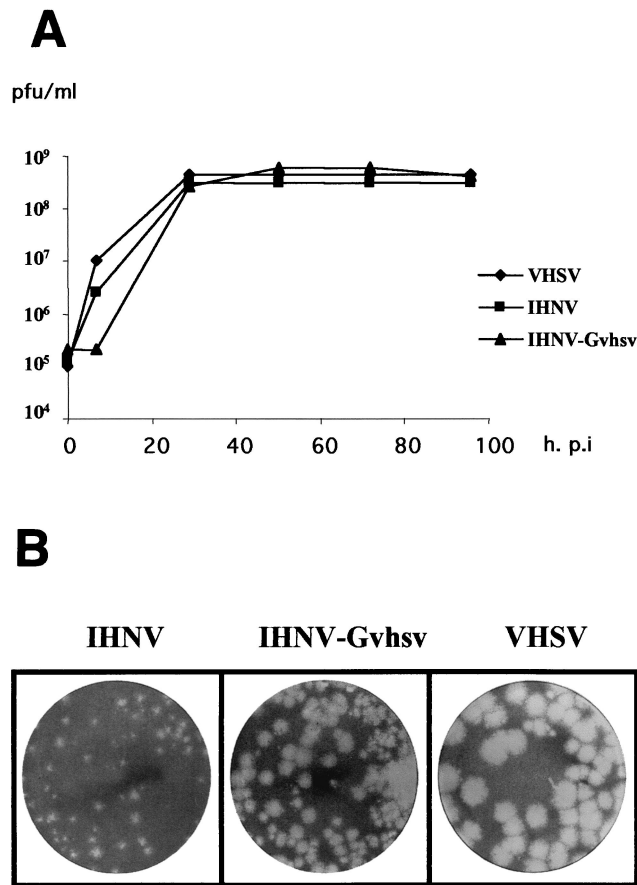 A
pfu/ml
10⁹
10⁸
10⁷
10⁶
10⁵
10⁴
0 20 40 60 80 100 h. p.i
VHSV
IHNV
IHNV-Gvhsv
B
IHNV IHNV-Gvhsv VHSV